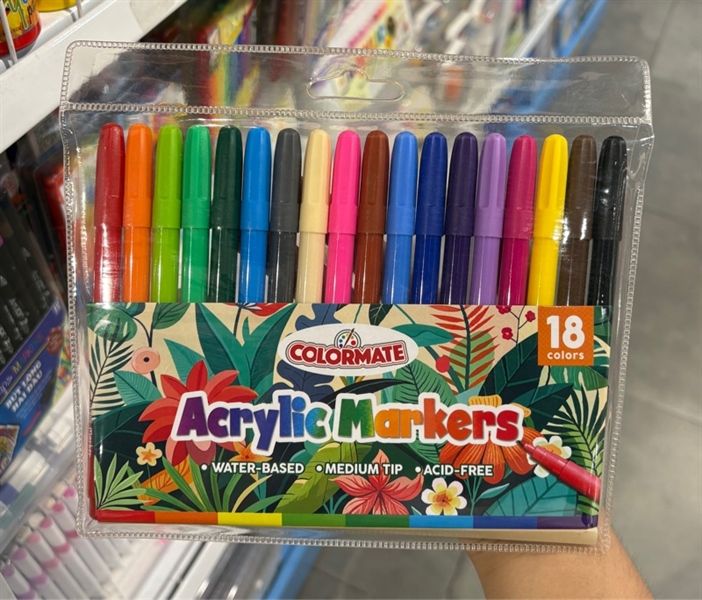 COLORMATE
18
colors
Acrylic Markers
• WATER-BASED • MEDIUM TIP • ACID-FREE